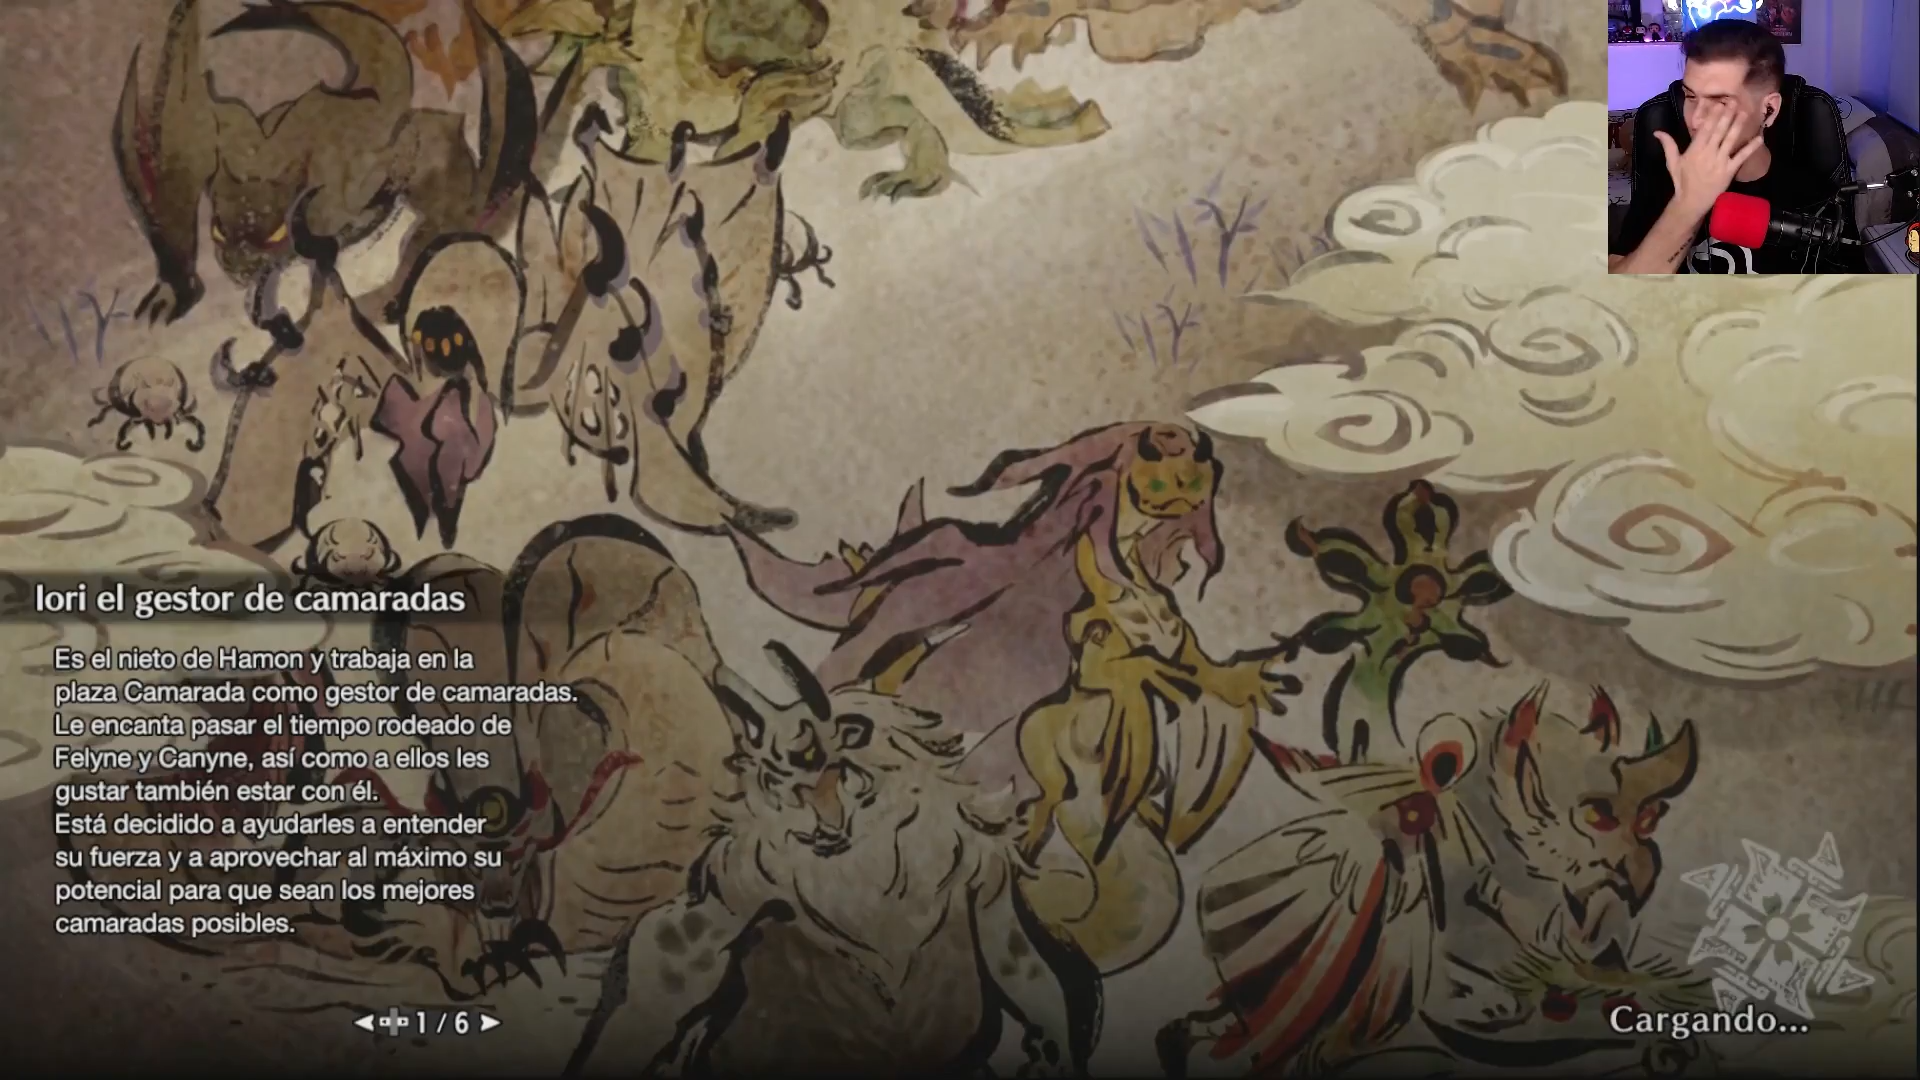 Iori el gestor de camaradas
Es el nieto de Hamon y trabaja en la
plaza Camarada como gestor de camaradas.
Le encanta pasar el tiempo rodeado de
Felyne y Canyne, así como a ellos les
gustar también estar con él.
Está decidido a ayudarles a entender
su fuerza y a aprovechar al máximo su
potencial para que sean los mejores
camaradas posibles.
1 / 6
Cargando...